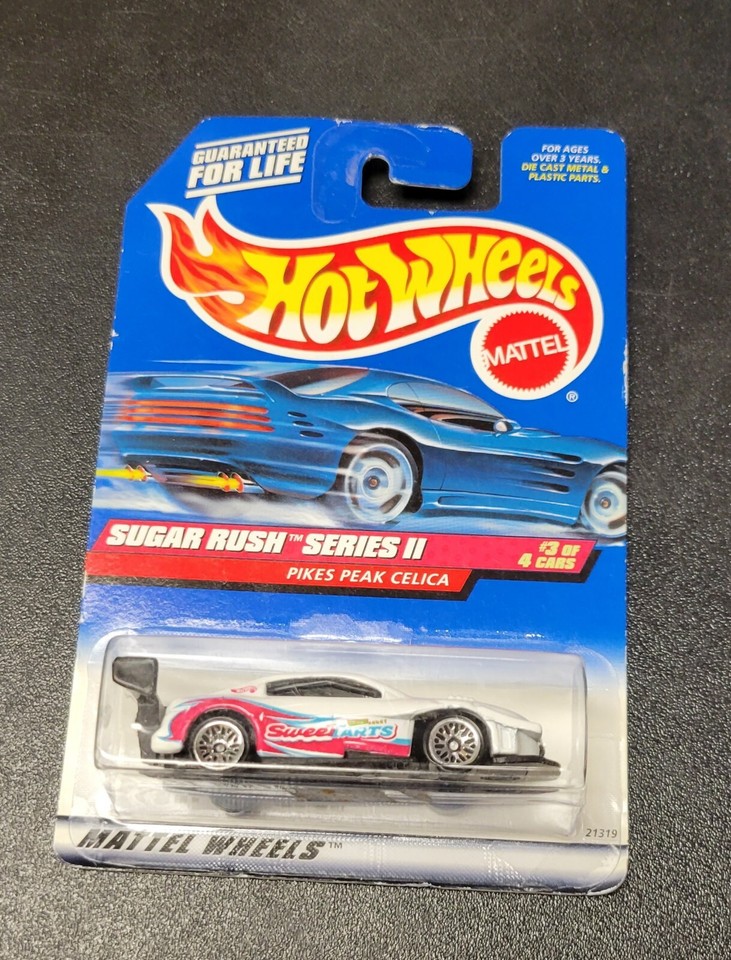 GUARANTEED
FOR LIFE
FOR AGES
OVER 3 YEARS.
DIE CAST METAL &
PLASTIC PARTS.
HOT WHEELS
MATTEL
®
SUGAR RUSH™ SERIES II
#3 OF
4 CARS
PIKES PEAK CELICA
SweeTARTS
21319
MATTEL WHEELS™